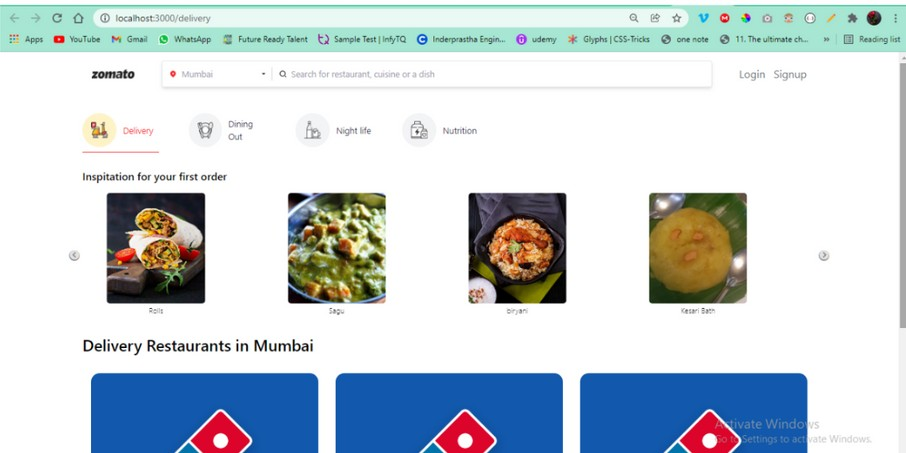 localhost:3000/delivery
Apps YouTube Gmail WhatsApp Future Ready Talent Sample Test | InfyTQ Inderprastha Engin... udemy Glyphs | CSS-Tricks one note 11. The ultimate ch... » Reading list
zomato Mumbai Search for restaurant, cuisine or a dish Login Signup
Delivery Dining Out Night life Nutrition
Inspitation for your first order
Rolls Sagu biryani Kesari Bath
Delivery Restaurants in Mumbai
Activate Windows
Go to Settings to activate Windows.